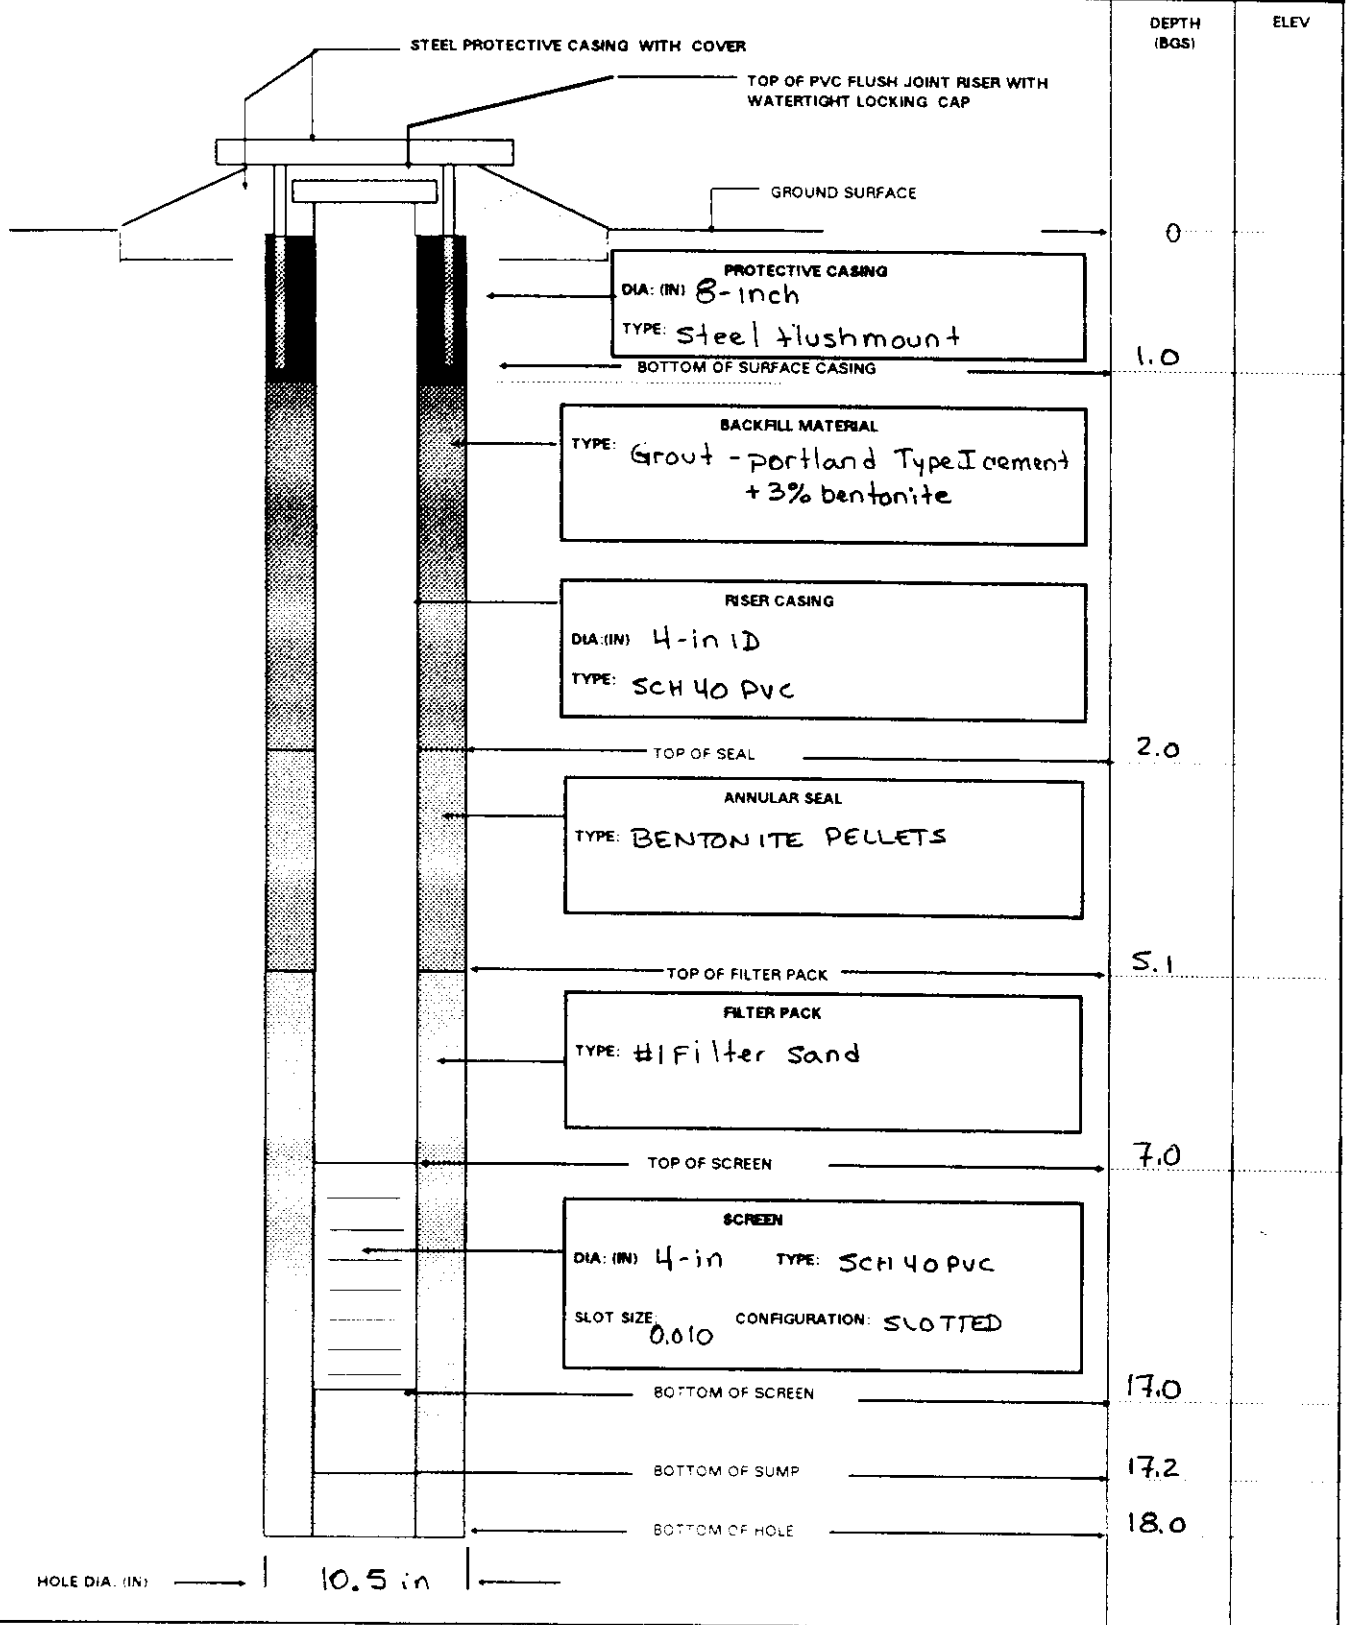 DEPTH
(BGS)
ELEV
STEEL PROTECTIVE CASING WITH COVER
TOP OF PVC FLUSH JOINT RISER WITH
WATERTIGHT LOCKING CAP
GROUND SURFACE
0
PROTECTIVE CASING
DIA: (IN) 8-inch
TYPE: Steel flushmount
BOTTOM OF SURFACE CASING
1.0
BACKFILL MATERIAL
TYPE: Grout - portland Type I cement
+ 3% bentonite
RISER CASING
DIA:(IN) 4-in ID
TYPE: SCH 40 PVC
TOP OF SEAL
2.0
ANNULAR SEAL
TYPE: BENTONITE PELLETS
TOP OF FILTER PACK
5.1
FILTER PACK
TYPE: #1 Filter Sand
TOP OF SCREEN
7.0
SCREEN
DIA: (IN) 4-in TYPE: SCH 40 PVC
SLOT SIZE: 0.010 CONFIGURATION: SLOTTED
BOTTOM OF SCREEN
17.0
BOTTOM OF SUMP
17.2
BOTTOM OF HOLE
18.0
HOLE DIA. (IN) 10.5 in